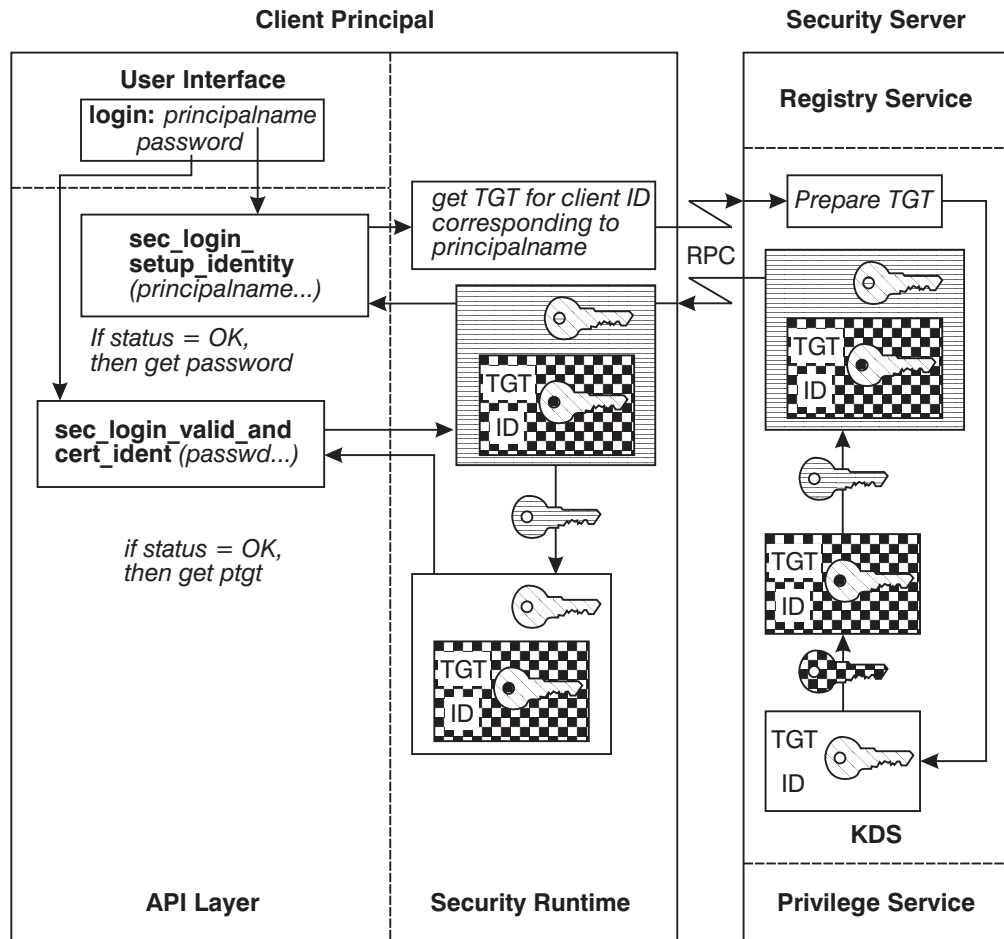 Client Principal
Security Server
User Interface
login: principalname
password
Registry Service
get TGT for client ID
corresponding to
principalname
Prepare TGT
RPC
sec_login_
setup_identity
(principalname...)
If status = OK,
then get password
TGT
ID
TGT
ID
sec_login_valid_and
cert_ident (passwd...)
if status = OK,
then get ptgt
TGT
ID
TGT
ID
TGT
ID
KDS
API Layer
Security Runtime
Privilege Service